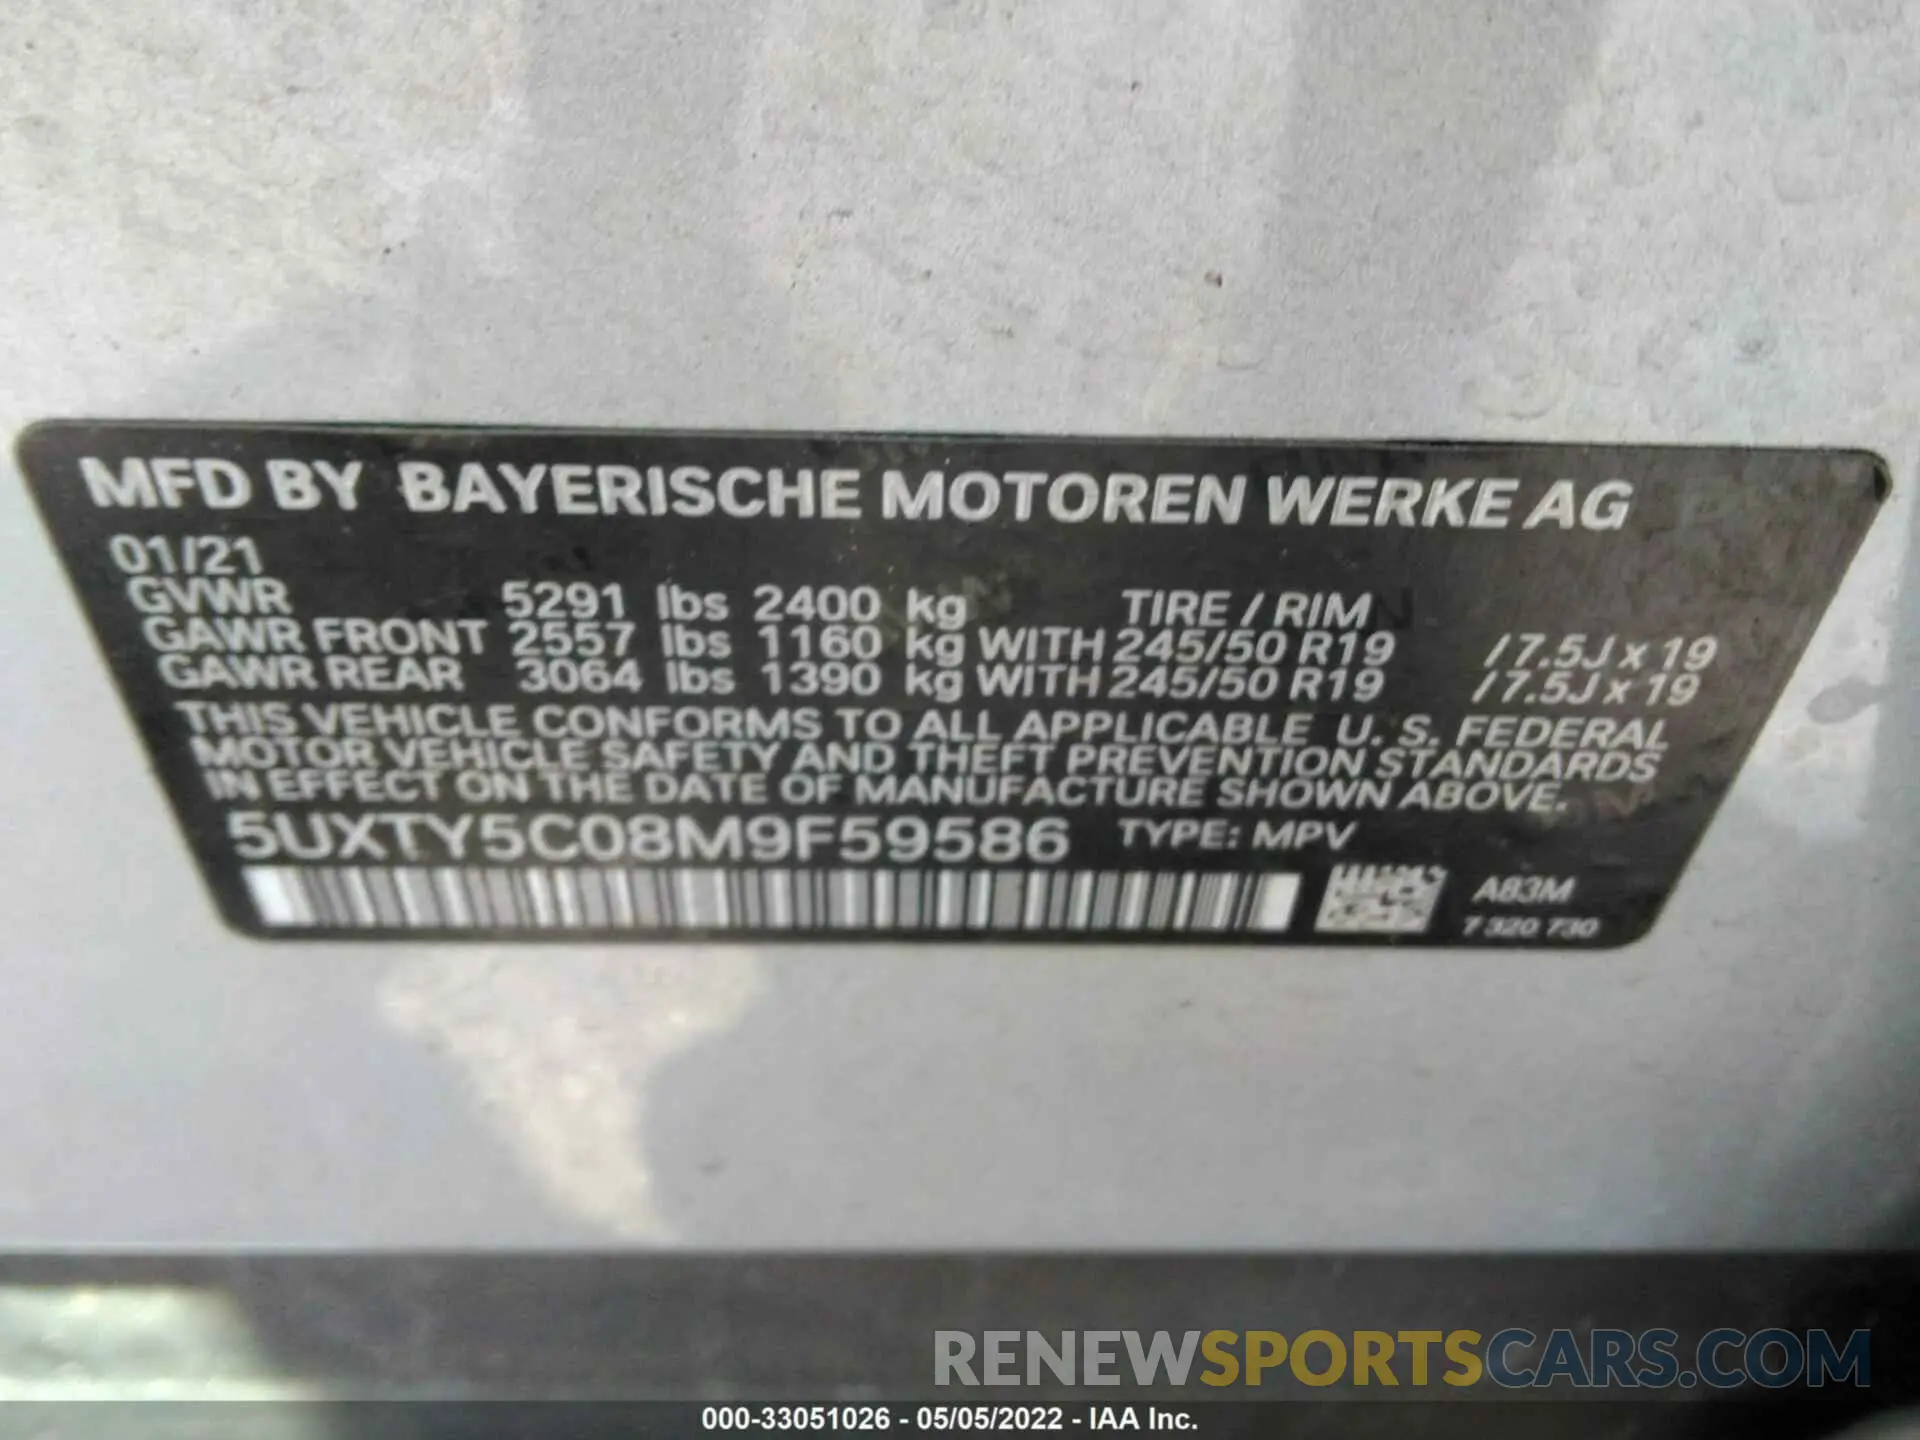 MFD BY BAYERISCHE MOTOREN WERKE AG
01/21
GVWR 5291 lbs 2400 kg TIRE / RIM
GAWR FRONT 2557 lbs 1160 kg WITH 245/50 R19 / 7.5J x 19
GAWR REAR 3064 lbs 1390 kg WITH 245/50 R19 / 7.5J x 19
THIS VEHICLE CONFORMS TO ALL APPLICABLE U. S. FEDERAL
MOTOR VEHICLE SAFETY AND THEFT PREVENTION STANDARDS
IN EFFECT ON THE DATE OF MANUFACTURE SHOWN ABOVE.
5UXTY5C08M9F59586 TYPE: MPV
A83M
7 320 730
RENEWSPORTSCARS.COM
000-33051026 - 05/05/2022 - IAA Inc.